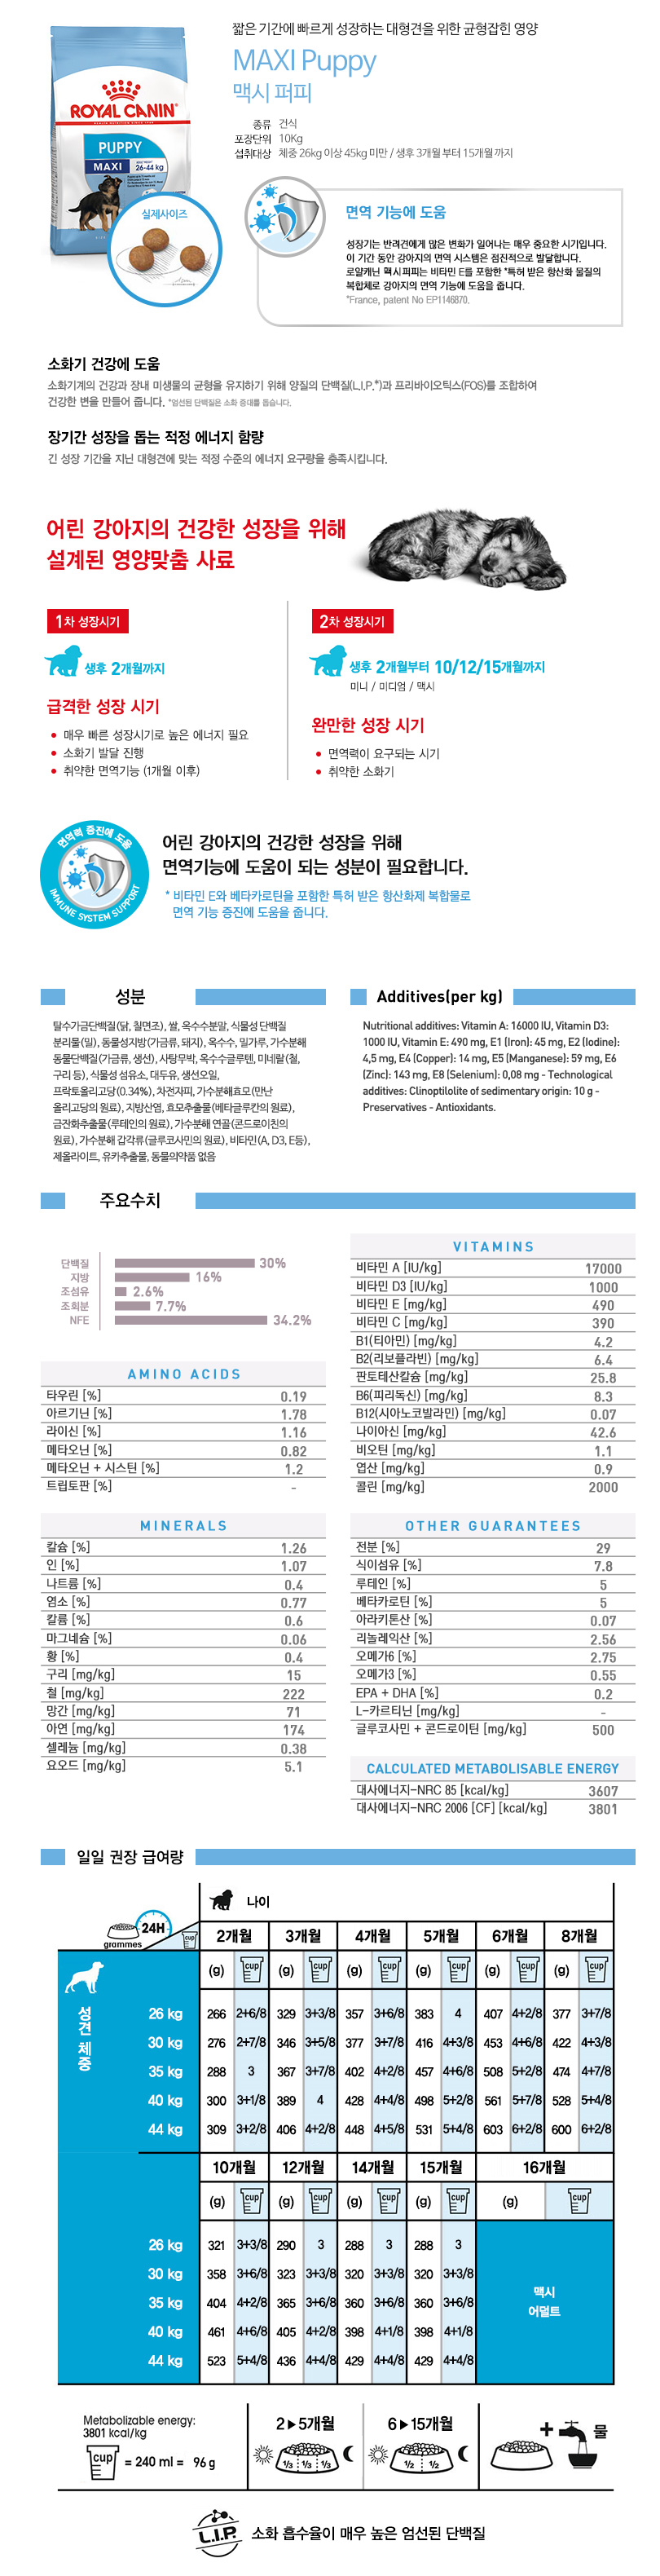 짧은 기간에 빠르게 성장하는 대형견을 위한 균형잡힌 영양
MAXI Puppy
맥시 퍼피
종류 건식
포장단위 10Kg
섭취대상 체중 26kg 이상 45kg 미만 / 생후 3개월 부터 15개월 까지
ROYAL CANIN
PUPPY
MAXI
26-44 kg
실제사이즈
면역 기능에 도움
성장기는 반려견에게 많은 변화가 일어나는 매우 중요한 시기입니다.
이 기간 동안 강아지의 면역 시스템은 점진적으로 발달합니다.
로얄캐닌 맥시 퍼피는 비타민 E를 포함한 *특허 받은 항산화 물질의
복합체로 강아지의 면역 기능에 도움을 줍니다.
*France, patent No EP1146870.
소화기 건강에 도움
소화기계의 건강과 장내 미생물의 균형을 유지하기 위해 양질의 단백질(L.I.P.*)과 프리바이오틱스(FOS)를 조합하여
건강한 변을 만들어 줍니다. *엄선된 단백질은 소화 증대를 돕습니다.
장기간 성장을 돕는 적정 에너지 함량
긴 성장 기간을 지닌 대형견에 맞는 적정 수준의 에너지 요구량을 충족시킵니다.
어린 강아지의 건강한 성장을 위해
설계된 영양맞춤 사료
1차 성장시기
생후 2개월까지
급격한 성장 시기
• 매우 빠른 성장시기로 높은 에너지 필요
• 소화기 발달 진행
• 취약한 면역기능 (1개월 이후)
2차 성장시기
생후 2개월부터 10/12/15개월까지
미니 / 미디엄 / 맥시
완만한 성장 시기
• 면역력이 요구되는 시기
• 취약한 소화기
면역력 증진에 도움
IMMUNE SYSTEM SUPPORT
어린 강아지의 건강한 성장을 위해
면역기능에 도움이 되는 성분이 필요합니다.
* 비타민 E와 베타카로틴을 포함한 특허 받은 항산화제 복합물로
면역 기능 증진에 도움을 줍니다.
성분
탈수가금단백질(닭, 칠면조), 쌀, 옥수수분말, 식물성 단백질
분리물(밀), 동물성지방(가금류, 돼지), 옥수수, 밀가루, 가수분해
동물단백질(가금류, 생선), 사탕무박, 옥수수글루텐, 미네랄(철,
구리 등), 식물성 섬유소, 대두유, 생선오일,
프락토올리고당(0.34%), 차전자피, 가수분해효모(만난
올리고당의 원료), 지방산염, 효모추출물(베타글루칸의 원료),
금잔화추출물(루테인의 원료), 가수분해 연골(콘드로이친의
원료), 가수분해 갑각류(글루코사민의 원료), 비타민(A, D3, E등),
제올라이트, 유카추출물, 동물의약품 없음
Additives(per kg)
Nutritional additives: Vitamin A: 16000 IU, Vitamin D3:
1000 IU, Vitamin E: 490 mg, E1 (Iron): 45 mg, E2 (Iodine):
4,5 mg, E4 (Copper): 14 mg, E5 (Manganese): 59 mg, E6
(Zinc): 143 mg, E8 (Selenium): 0,08 mg - Technological
additives: Clinoptilolite of sedimentary origin: 10 g -
Preservatives - Antioxidants.
주요수치
단백질 30%
지방 16%
조섬유 2.6%
조회분 7.7%
NFE 34.2%
AMINO ACIDS
타우린 [%] 0.19
아르기닌 [%] 1.78
라이신 [%] 1.16
메타오닌 [%] 0.82
메타오닌 + 시스틴 [%] 1.2
트립토판 [%] -
MINERALS
칼슘 [%] 1.26
인 [%] 1.07
나트륨 [%] 0.4
염소 [%] 0.77
칼륨 [%] 0.6
마그네슘 [%] 0.06
황 [%] 0.4
구리 [mg/kg] 15
철 [mg/kg] 222
망간 [mg/kg] 71
아연 [mg/kg] 174
셀레늄 [mg/kg] 0.38
요오드 [mg/kg] 5.1
VITAMINS
비타민 A [IU/kg] 17000
비타민 D3 [IU/kg] 1000
비타민 E [mg/kg] 490
비타민 C [mg/kg] 390
B1(티아민) [mg/kg] 4.2
B2(리보플라빈) [mg/kg] 6.4
판토테산칼슘 [mg/kg] 25.8
B6(피리독신) [mg/kg] 8.3
B12(시아노코발라민) [mg/kg] 0.07
나이아신 [mg/kg] 42.6
비오틴 [mg/kg] 1.1
엽산 [mg/kg] 0.9
콜린 [mg/kg] 2000
OTHER GUARANTEES
전분 [%] 29
식이섬유 [%] 7.8
루테인 [%] 5
베타카로틴 [%] 5
아라키톤산 [%] 0.07
리놀레익산 [%] 2.56
오메가6 [%] 2.75
오메가3 [%] 0.55
EPA + DHA [%] 0.2
L-카르티닌 [mg/kg] -
글루코사민 + 콘드로이틴 [mg/kg] 500
CALCULATED METABOLISABLE ENERGY
대사에너지-NRC 85 [kcal/kg] 3607
대사에너지-NRC 2006 [CF] [kcal/kg] 3801
일일 권장 급여량
나이
24H
grammes
cup
2개월 3개월 4개월 5개월 6개월 8개월
(g) cup (g) cup (g) cup (g) cup (g) cup (g) cup
성견 체중
26 kg 266 2+6/8 329 3+3/8 357 3+6/8 383 4 407 4+2/8 377 3+7/8
30 kg 276 2+7/8 346 3+5/8 377 3+7/8 416 4+3/8 453 4+6/8 422 4+3/8
35 kg 288 3 367 3+7/8 402 4+2/8 457 4+6/8 508 5+2/8 474 4+7/8
40 kg 300 3+1/8 389 4 428 4+4/8 498 5+2/8 561 5+7/8 528 5+4/8
44 kg 309 3+2/8 406 4+2/8 448 4+5/8 531 5+4/8 603 6+2/8 600 6+2/8
10개월 12개월 14개월 15개월 16개월
(g) cup (g) cup (g) cup (g) cup (g) cup
26 kg 321 3+3/8 290 3 288 3 288 3
30 kg 358 3+6/8 323 3+3/8 320 3+3/8 320 3+3/8
35 kg 404 4+2/8 365 3+6/8 360 3+6/8 360 3+6/8
40 kg 461 4+6/8 405 4+2/8 398 4+1/8 398 4+1/8
44 kg 523 5+4/8 436 4+4/8 429 4+4/8 429 4+4/8
맥시
어덜트
Metabolizable energy:
3801 kcal/kg
cup = 240 ml = 96 g
2▶5개월
1/3 1/3 1/3
6▶15개월
1/2 1/2
+ 물
L.I.P. 소화 흡수율이 매우 높은 엄선된 단백질